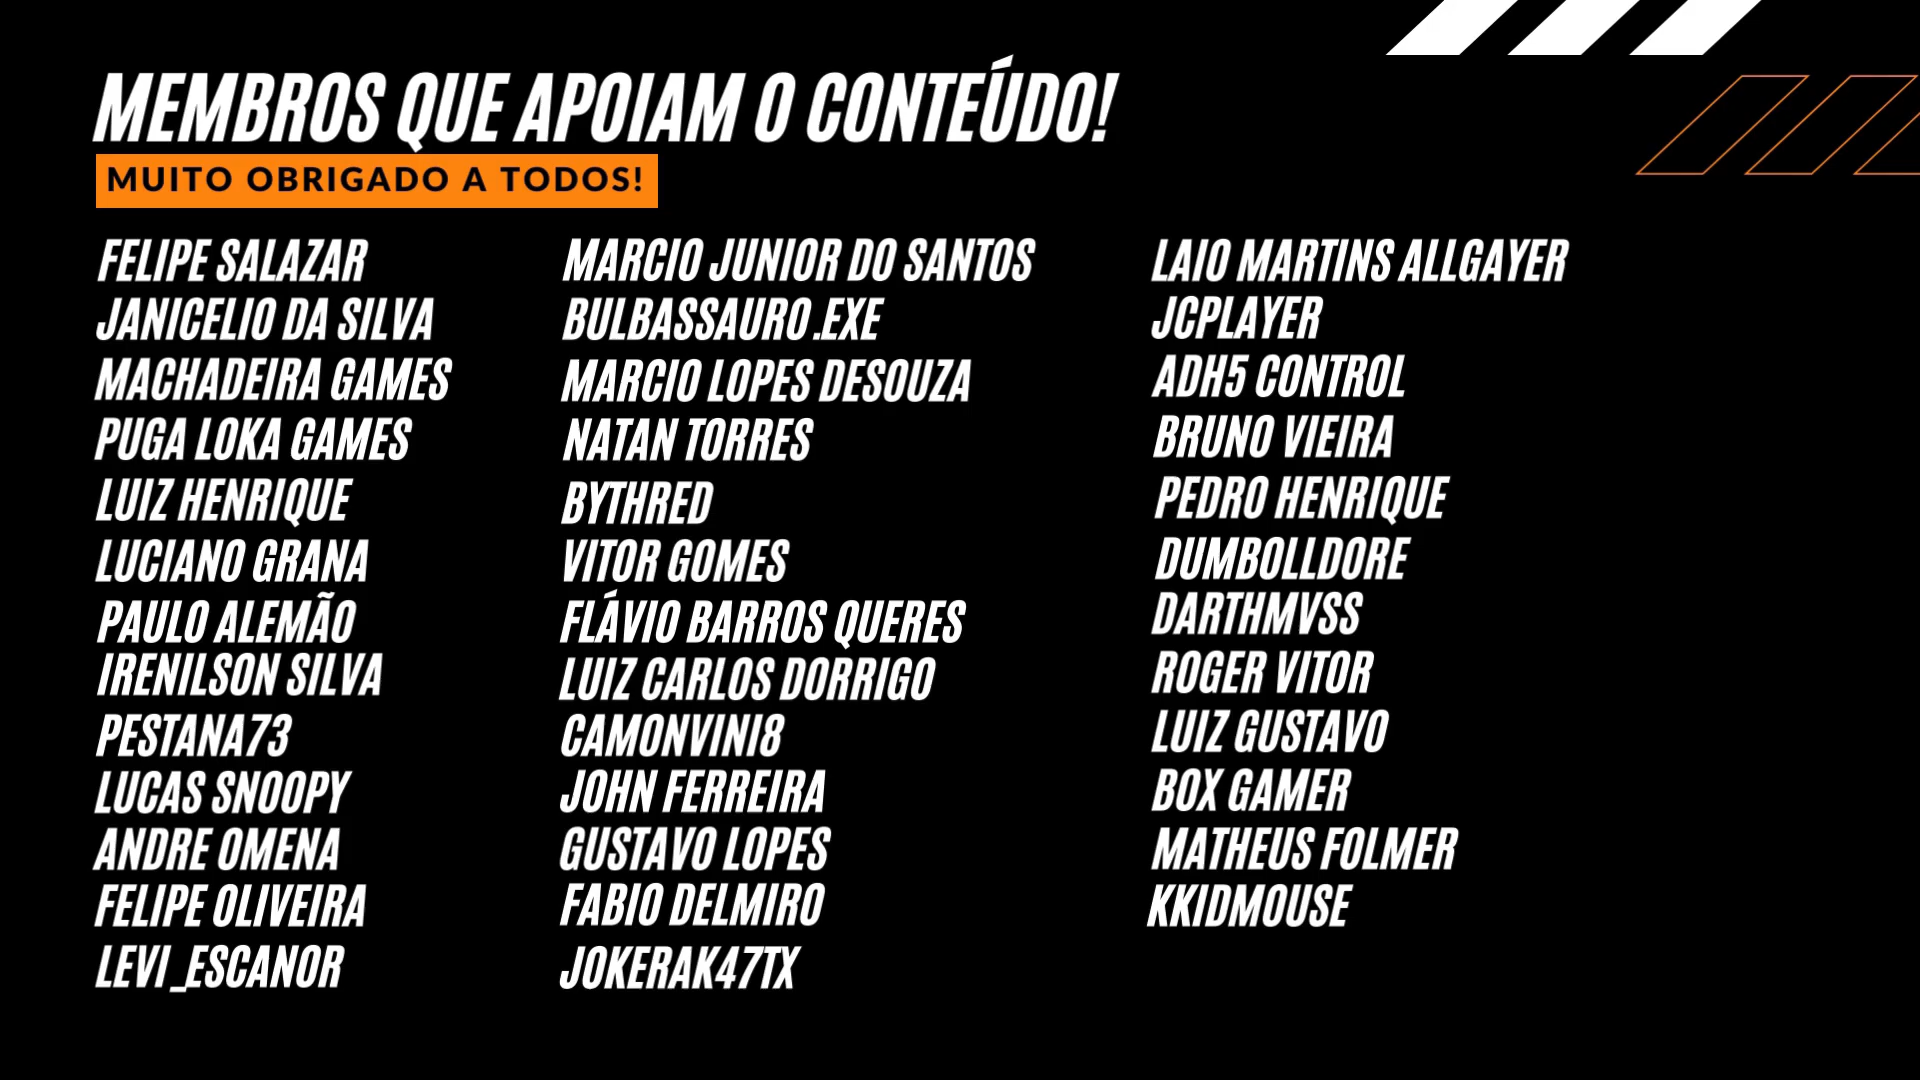 MEMBROS QUE APOIAM O CONTEÚDO!
MUITO OBRIGADO A TODOS!
FELIPE SALAZAR
JANICELIO DA SILVA
MACHADEIRA GAMES
PUGA LOKA GAMES
LUIZ HENRIQUE
LUCIANO GRANA
PAULO ALEMÃO
IRENILSON SILVA
PESTANA73
LUCAS SNOOPY
ANDRE OMENA
FELIPE OLIVEIRA
LEVI_ESCANOR
MARCIO JUNIOR DO SANTOS
BULBASSAURO.EXE
MARCIO LOPES DESOUZA
NATAN TORRES
BYTHRED
VITOR GOMES
FLÁVIO BARROS QUERES
LUIZ CARLOS DORRIGO
CAMONVINI8
JOHN FERREIRA
GUSTAVO LOPES
FABIO DELMIRO
JOKERAK47TX
LAIO MARTINS ALLGAYER
JCPLAYER
ADH5 CONTROL
BRUNO VIEIRA
PEDRO HENRIQUE
DUMBOLLDORE
DARTHMVSS
ROGER VITOR
LUIZ GUSTAVO
BOX GAMER
MATHEUS FOLMER
KKIDMOUSE